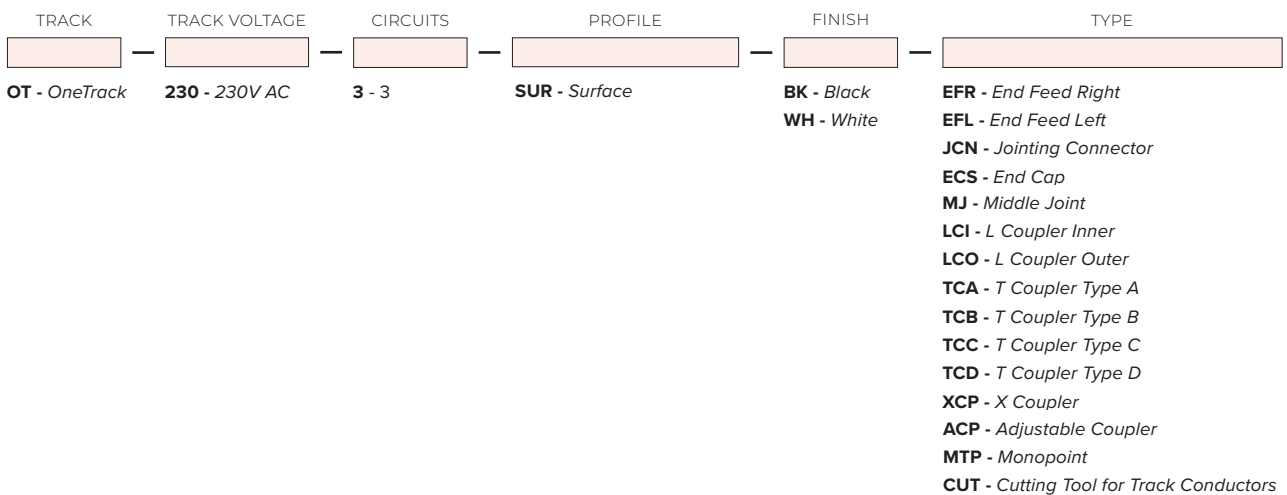 TRACK
TRACK VOLTAGE
CIRCUITS
PROFILE
FINISH
TYPE
— — — — —
OT - OneTrack
230 - 230V AC
3 - 3
SUR - Surface
BK - Black
WH - White
EFR - End Feed Right
EFL - End Feed Left
JCN - Jointing Connector
ECS - End Cap
MJ - Middle Joint
LCI - L Coupler Inner
LCO - L Coupler Outer
TCA - T Coupler Type A
TCB - T Coupler Type B
TCC - T Coupler Type C
TCD - T Coupler Type D
XCP - X Coupler
ACP - Adjustable Coupler
MTP - Monopoint
CUT - Cutting Tool for Track Conductors